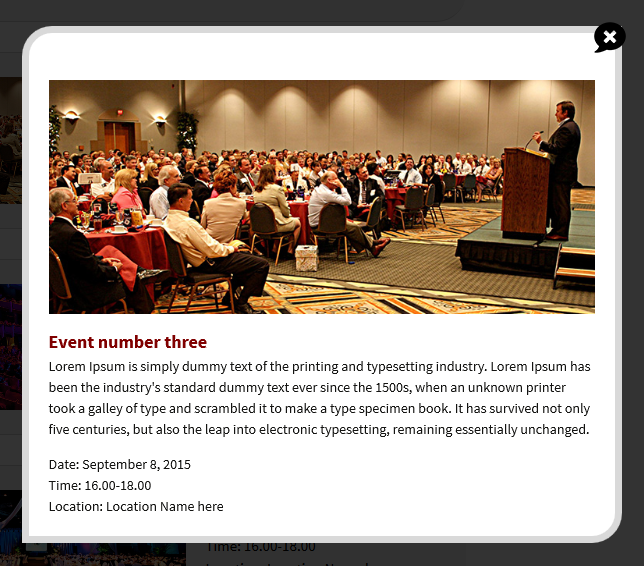 Event number three
Lorem Ipsum is simply dummy text of the printing and typesetting industry. Lorem Ipsum has
been the industry's standard dummy text ever since the 1500s, when an unknown printer
took a galley of type and scrambled it to make a type specimen book. It has survived not only
five centuries, but also the leap into electronic typesetting, remaining essentially unchanged.
Date: September 8, 2015
Time: 16.00-18.00
Location: Location Name here
Time: 16.00-18.00